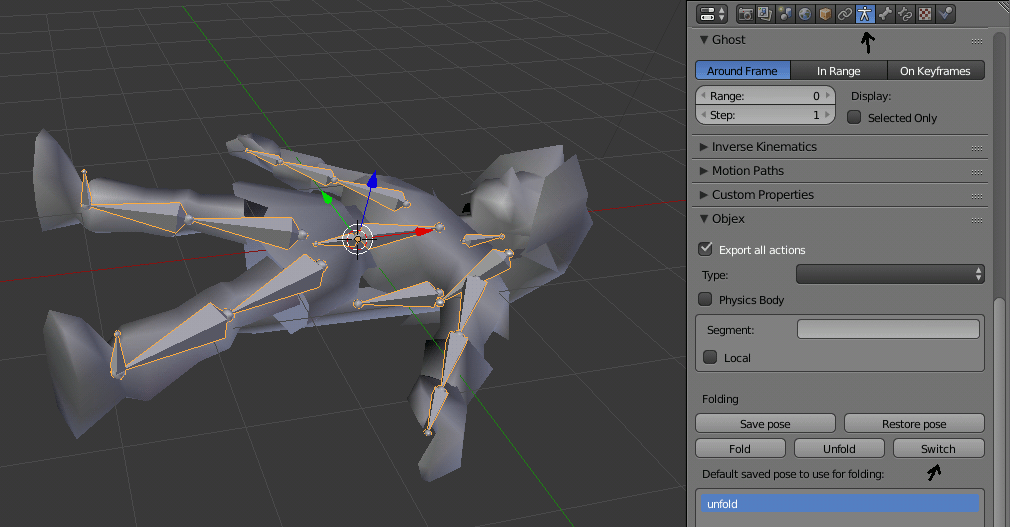 Ghost
Around Frame In Range On Keyframes
Range: 0 Display:
Step: 1 Selected Only
Inverse Kinematics
Motion Paths
Custom Properties
Objex
Export all actions
Type:
Physics Body
Segment:
Local
Folding
Save pose Restore pose
Fold Unfold Switch
Default saved pose to use for folding:
unfold